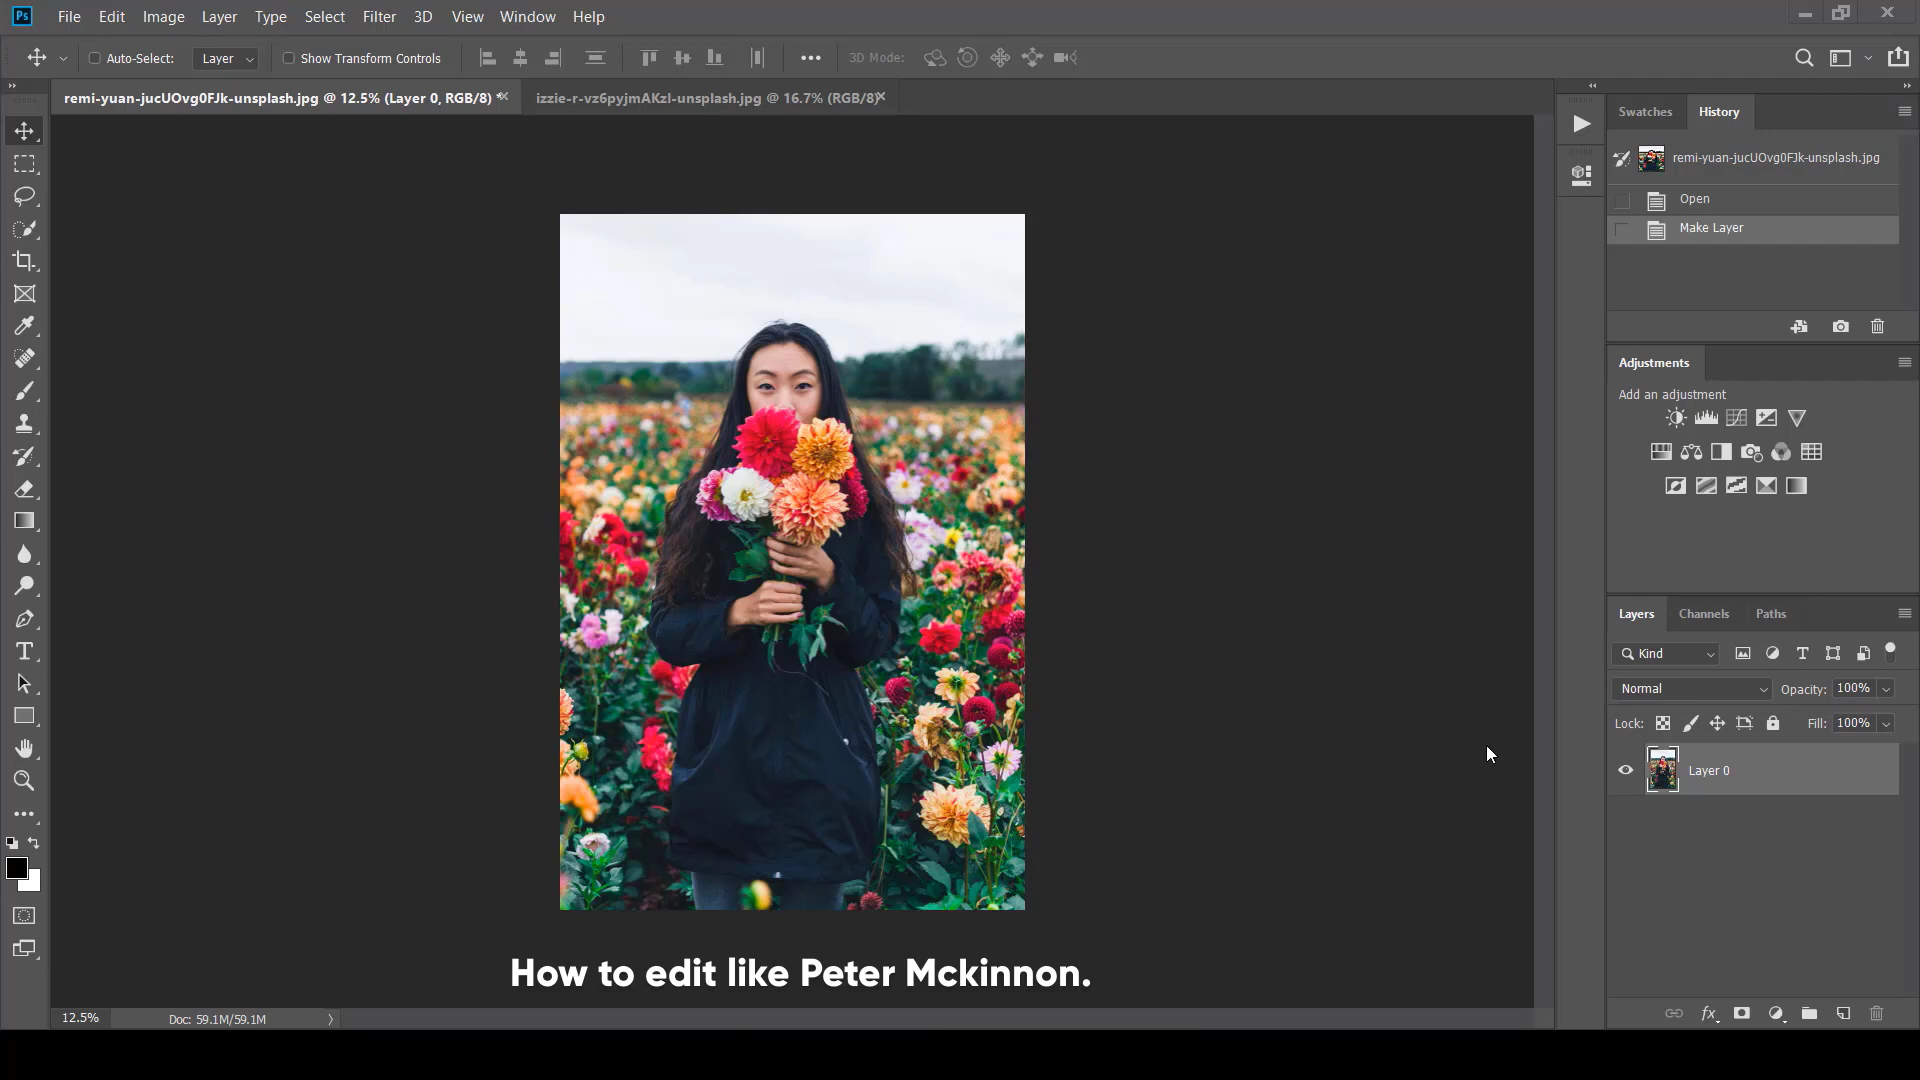 Ps File Edit Image Layer Type Select Filter 3D View Window Help
Auto-Select: Layer Show Transform Controls 3D Mode:
remi-yuan-jucUOvg0FJk-unsplash.jpg @ 12.5% (Layer 0, RGB/8) * izzie-r-vz6pyjmAKzI-unsplash.jpg @ 16.7% (RGB/8)
Swatches History
remi-yuan-jucUOvg0FJk-unsplash.jpg
Open
Make Layer
Adjustments
Add an adjustment
Layers Channels Paths
Kind
Normal Opacity: 100%
Lock: Fill: 100%
Layer 0
How to edit like Peter Mckinnon.
12.5% Doc: 59.1M/59.1M
fx